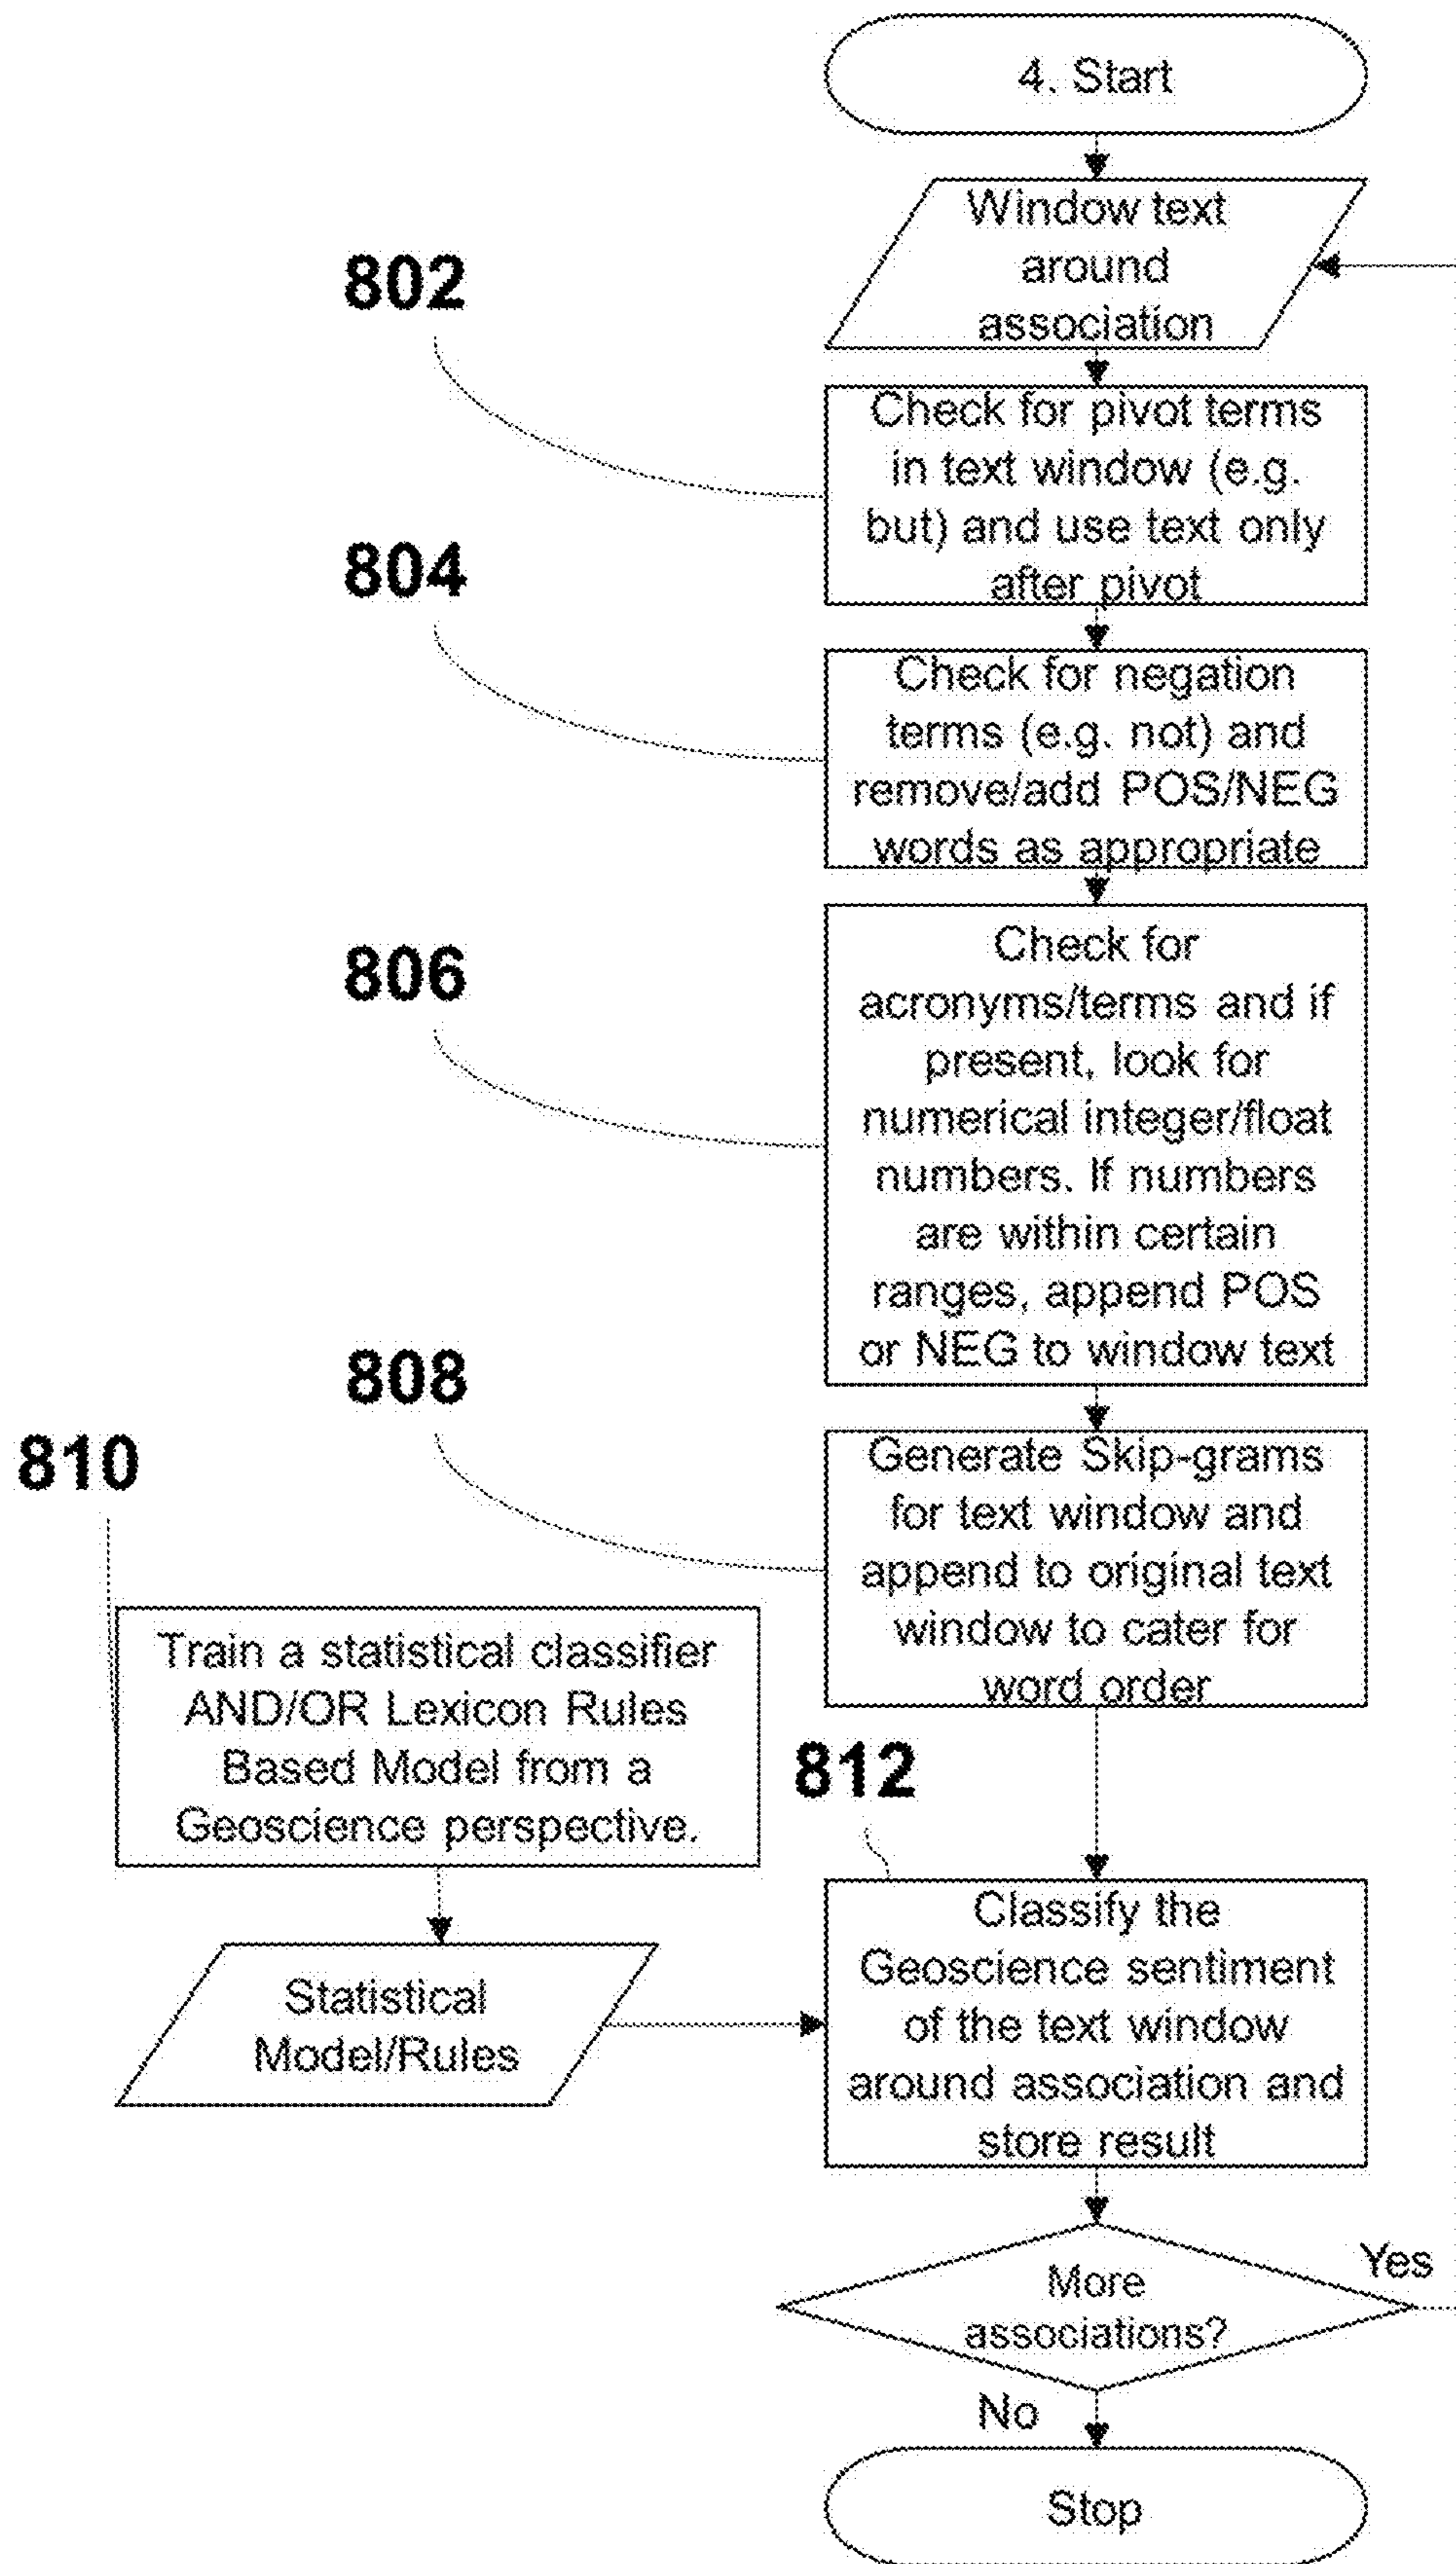 4. Start
Window text
around
association
802
Check for pivot terms
in text window (e.g.
but) and use text only
after pivot
804
Check for negation
terms (e.g. not) and
remove/add POS/NEG
words as appropriate
806
Check for
acronyms/terms and if
present, look for
numerical integer/float
numbers. If numbers
are within certain
ranges, append POS
or NEG to window text
808
Generate Skip-grams
for text window and
append to original text
window to cater for
word order
810
Train a statistical classifier
AND/OR Lexicon Rules
Based Model from a
Geoscience perspective.
Statistical
Model/Rules
812
Classify the
Geoscience sentiment
of the text window
around association and
store result
More
associations?
Yes
No
Stop